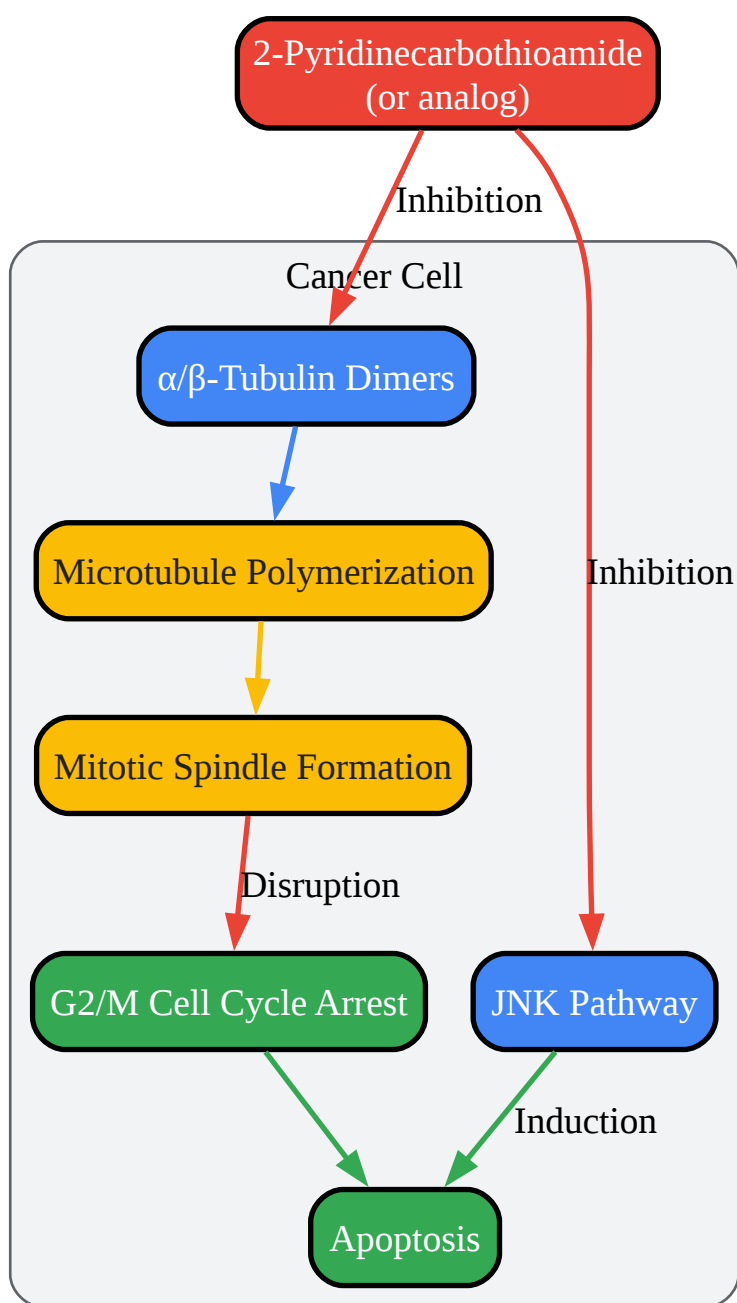 2-Pyridinecarbothioamide
(or analog)
Inhibition
Cancer Cell
α/β-Tubulin Dimers
Microtubule Polymerization
Inhibition
Mitotic Spindle Formation
Disruption
G2/M Cell Cycle Arrest
JNK Pathway
Induction
Apoptosis